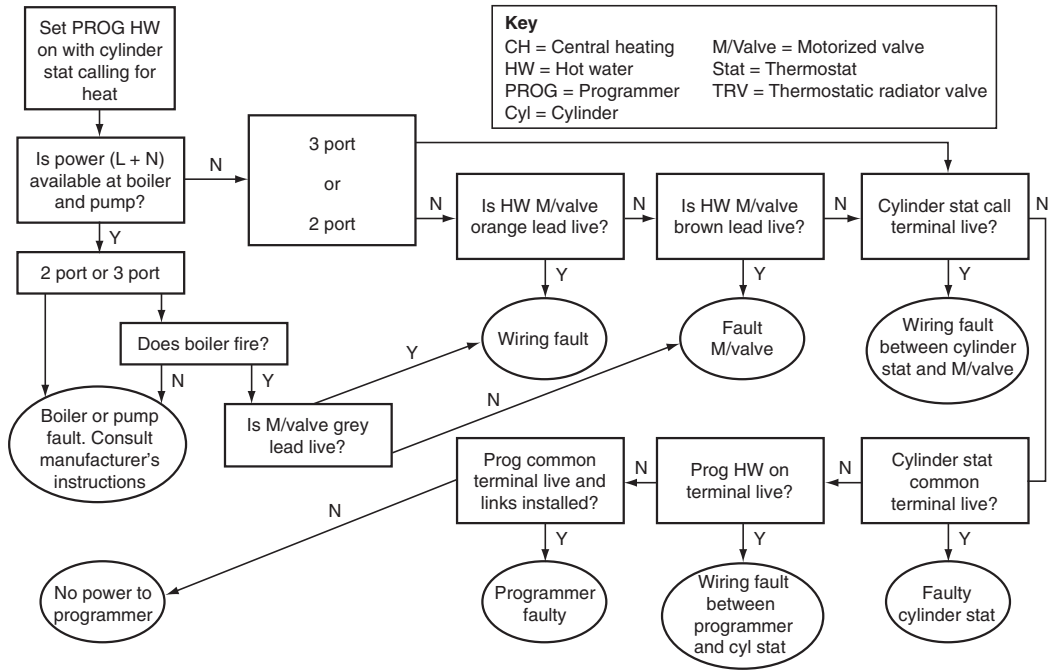 Set PROG HW
on with cylinder
stat calling for
heat
Key
CH = Central heating
HW = Hot water
PROG = Programmer
Cyl = Cylinder
M/Valve = Motorized valve
Stat = Thermostat
TRV = Thermostatic radiator valve
Is power (L + N)
available at boiler
and pump?
N
Y
3 port
or
2 port
N
Is HW M/valve
orange lead live?
N
Y
Is HW M/valve
brown lead live?
N
Y
Cylinder stat call
terminal live?
N
Y
2 port or 3 port
Does boiler fire?
N
Y
Wiring fault
Fault
M/valve
Wiring fault
between cylinder
stat and M/valve
Boiler or pump
fault. Consult
manufacturer's
instructions
Is M/valve grey
lead live?
Y
N
Prog common
terminal live and
links installed?
N
Y
Prog HW on
terminal live?
N
Y
Cylinder stat
common
terminal live?
N
Y
No power to
programmer
Programmer
faulty
Wiring fault
between
programmer
and cyl stat
Faulty
cylinder stat